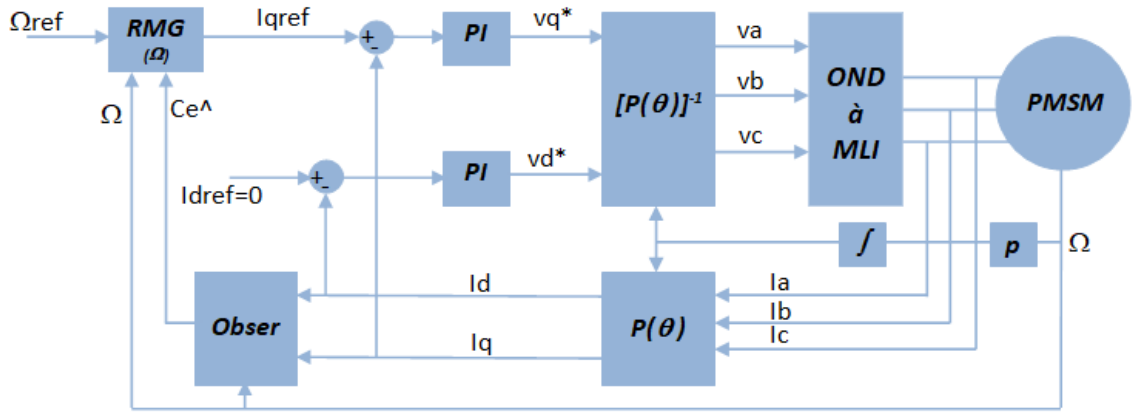 Ωref
RMG
(Ω)
Iqref
+
-
PI
vq*
[P(θ)]⁻¹
va
vb
vc
OND
à
MLI
PMSM
Ω
Ce^
Idref=0
+
-
PI
vd*
∫
p
Ω
Obser
Id
Iq
P(θ)
Ia
Ib
Ic